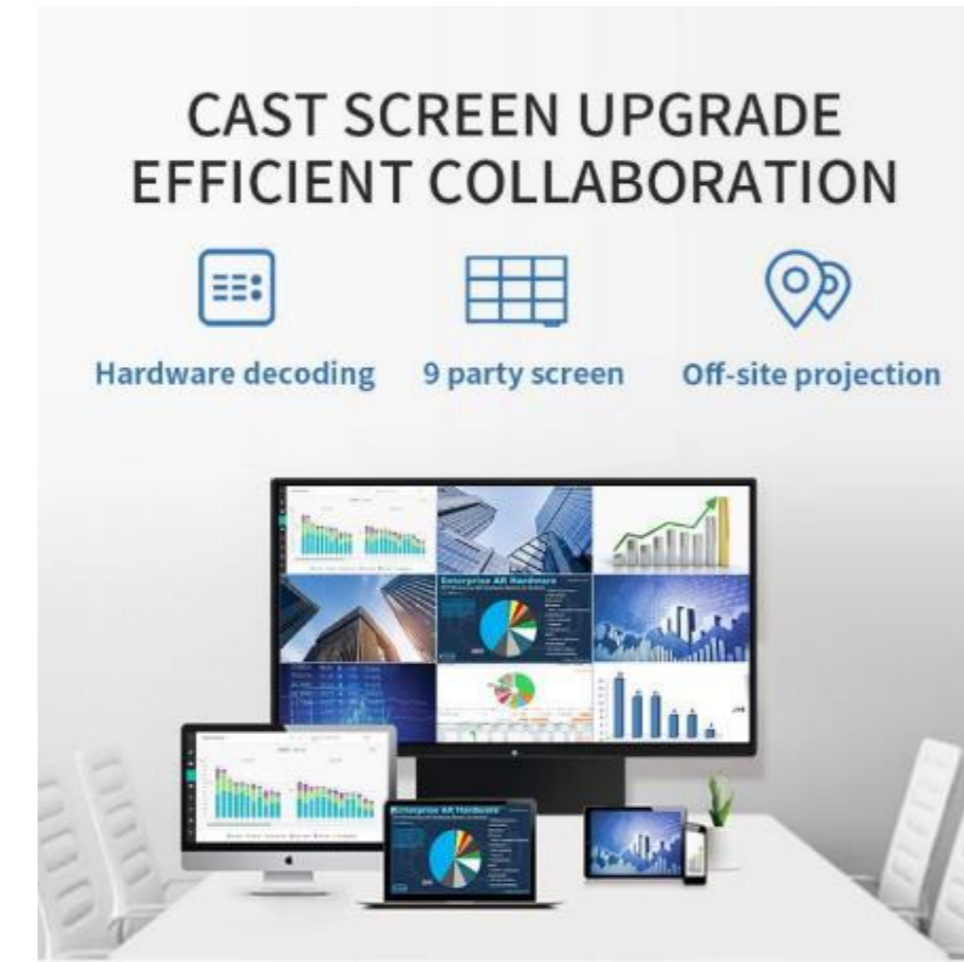 CAST SCREEN UPGRADE
EFFICIENT COLLABORATION
Hardware decoding
9 party screen
Off-site projection
Enterprise AR Hardware
Enterprise AR Hardware